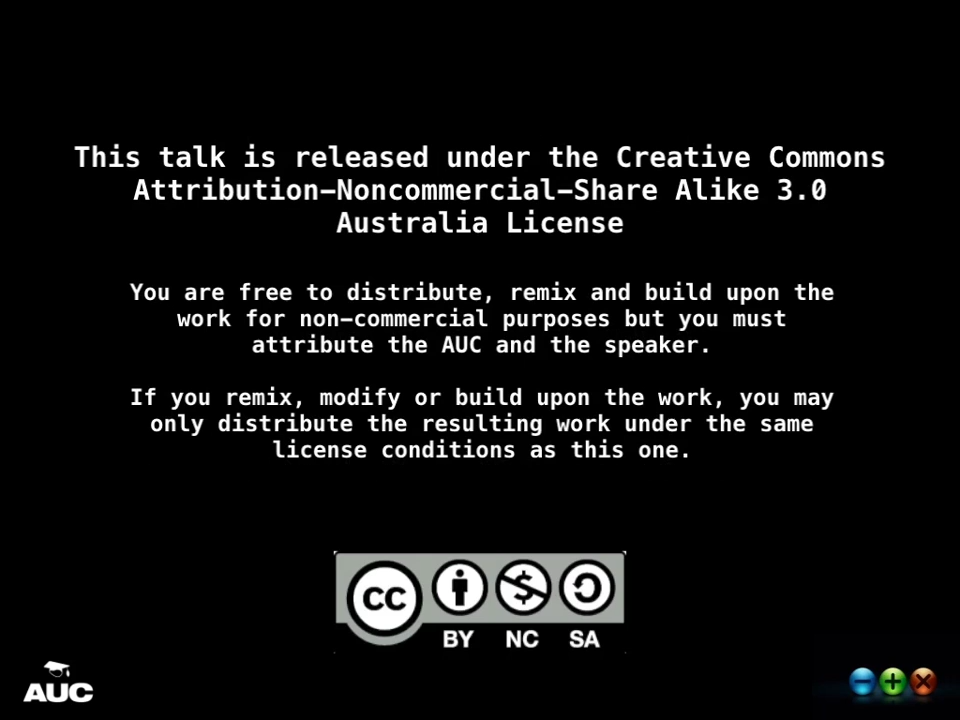 This talk is released under the Creative Commons
Attribution-Noncommercial-Share Alike 3.0
Australia License
You are free to distribute, remix and build upon the
work for non-commercial purposes but you must
attribute the AUC and the speaker.
If you remix, modify or build upon the work, you may
only distribute the resulting work under the same
license conditions as this one.
CC
BY NC SA
AUC